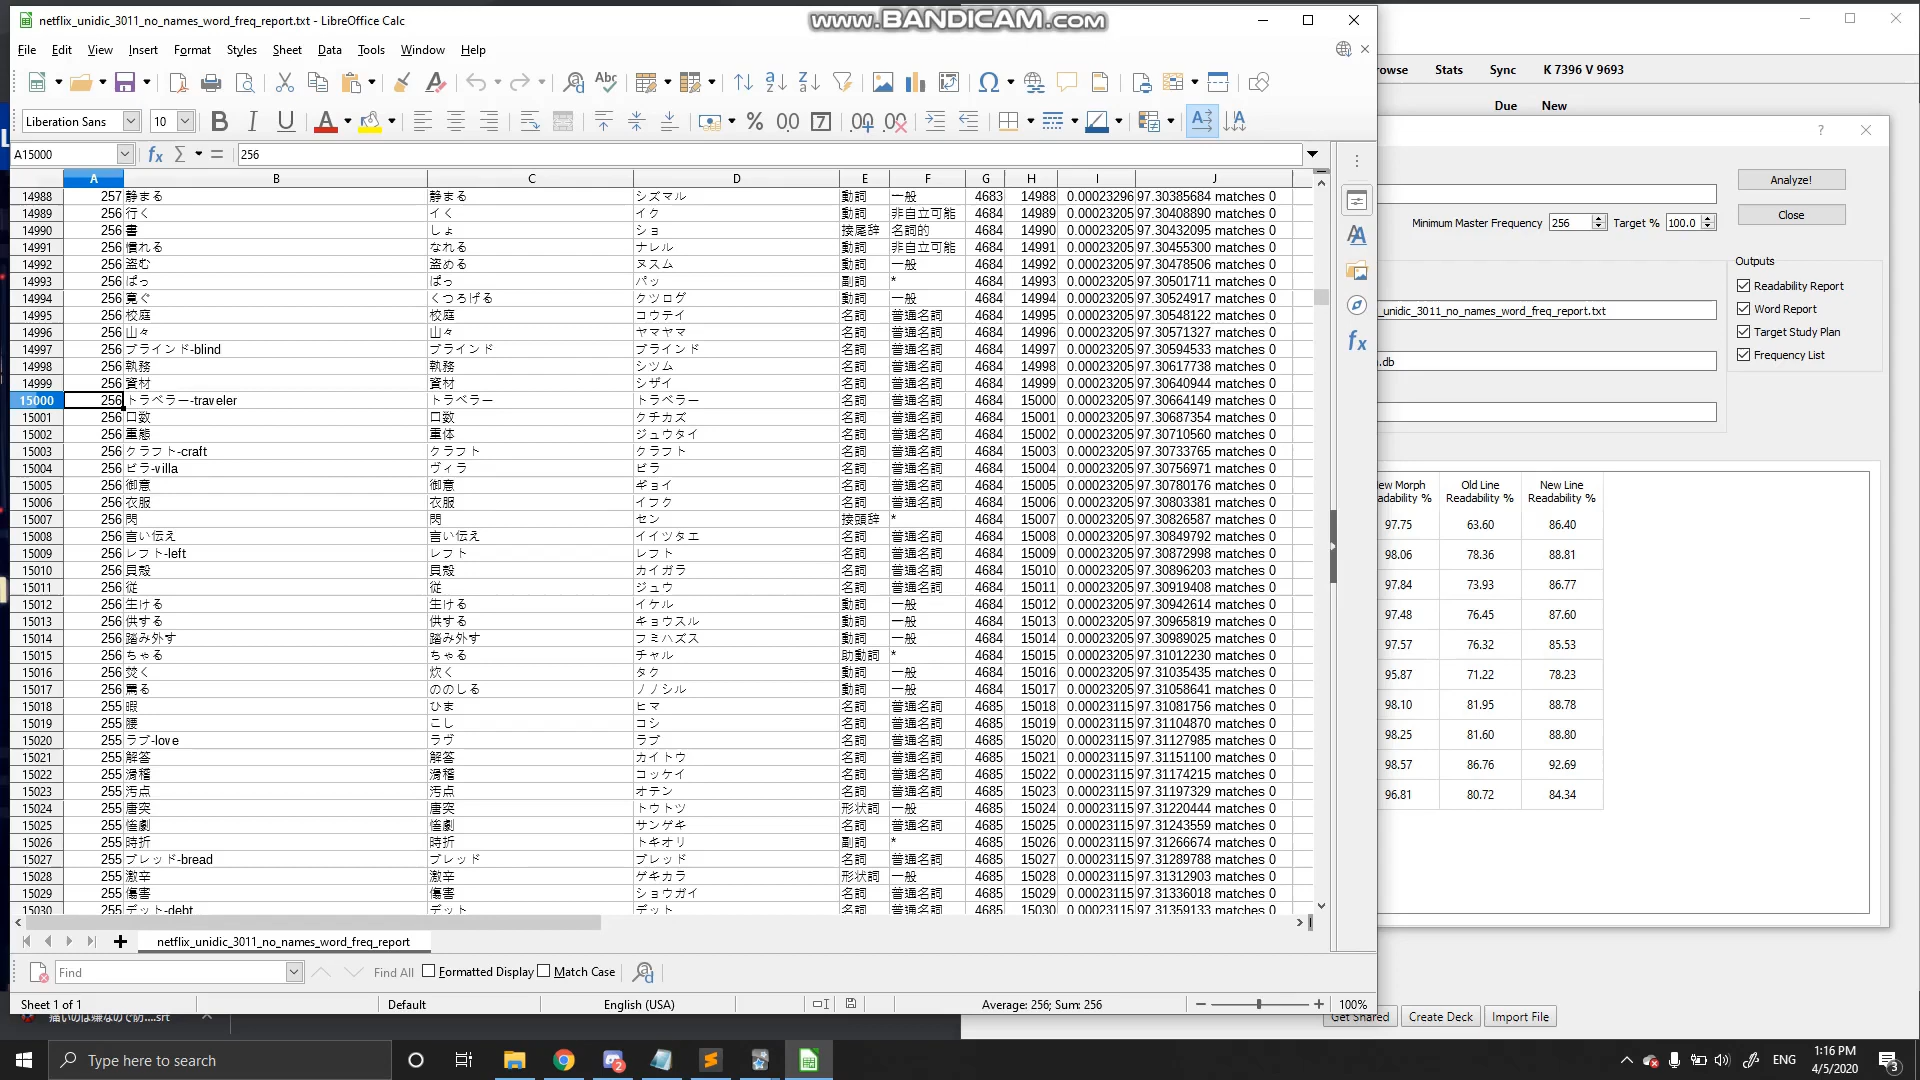 netflix_unidic_3011_no_names_word_freq_report.txt - LibreOffice Calc
www.BANDICAM.com
File Edit View Insert Format Styles Sheet Data Tools Window Help
Stats Sync K 7396 V 9693
Due New
Liberation Sans 10
A15000 256
A B C D E F G H I J
14988 257 静まる 静まる シズマル 動詞 一般 4683 14988 0.00023296 97.30385684 matches 0
14989 256 行く イく イク 動詞 非自立可能 4684 14989 0.00023205 97.30408890 matches 0
14990 256 書 しょ ショ 接尾辞 名詞的 4684 14990 0.00023205 97.30432095 matches 0
14991 256 慣れる なれる ナレル 動詞 非自立可能 4684 14991 0.00023205 97.30455300 matches 0
14992 256 盗む 盗める ヌスム 動詞 一般 4684 14992 0.00023205 97.30478506 matches 0
14993 256 ぱっ ぱっ パッ 副詞 * 4684 14993 0.00023205 97.30501711 matches 0
14994 256 寛ぐ くつろげる クツログ 動詞 一般 4684 14994 0.00023205 97.30524917 matches 0
14995 256 校庭 校庭 コウテイ 名詞 普通名詞 4684 14995 0.00023205 97.30548122 matches 0
14996 256 山々 山々 ヤマヤマ 名詞 普通名詞 4684 14996 0.00023205 97.30571327 matches 0
14997 256 ブラインド-blind ブラインド ブラインド 名詞 普通名詞 4684 14997 0.00023205 97.30594533 matches 0
14998 256 執務 執務 シツム 名詞 普通名詞 4684 14998 0.00023205 97.30617738 matches 0
14999 256 資材 資材 シザイ 名詞 普通名詞 4684 14999 0.00023205 97.30640944 matches 0
15000 256 トラベラー-traveler トラベラー トラベラー 名詞 普通名詞 4684 15000 0.00023205 97.30664149 matches 0
15001 256 口数 口数 クチカズ 名詞 普通名詞 4684 15001 0.00023205 97.30687354 matches 0
15002 256 重態 重体 ジュウタイ 名詞 普通名詞 4684 15002 0.00023205 97.30710560 matches 0
15003 256 クラフト-craft クラフト クラフト 名詞 普通名詞 4684 15003 0.00023205 97.30733765 matches 0
15004 256 ビラ-villa ヴィラ ビラ 名詞 普通名詞 4684 15004 0.00023205 97.30756971 matches 0
15005 256 御意 御意 ギョイ 名詞 普通名詞 4684 15005 0.00023205 97.30780176 matches 0
15006 256 衣服 衣服 イフク 名詞 普通名詞 4684 15006 0.00023205 97.30803381 matches 0
15007 256 閃 閃 セン 接頭辞 * 4684 15007 0.00023205 97.30826587 matches 0
15008 256 言い伝え 言い伝え イイツタエ 名詞 普通名詞 4684 15008 0.00023205 97.30849792 matches 0
15009 256 レフト-left レフト レフト 名詞 普通名詞 4684 15009 0.00023205 97.30872998 matches 0
15010 256 貝殻 貝殻 カイガラ 名詞 普通名詞 4684 15010 0.00023205 97.30896203 matches 0
15011 256 従 従 ジュウ 名詞 普通名詞 4684 15011 0.00023205 97.30919408 matches 0
15012 256 生ける 生ける イケル 動詞 一般 4684 15012 0.00023205 97.30942614 matches 0
15013 256 供する 供する キョウスル 動詞 一般 4684 15013 0.00023205 97.30965819 matches 0
15014 256 踏み外す 踏み外す フミハズス 動詞 一般 4684 15014 0.00023205 97.30989025 matches 0
15015 256 ちゃる ちゃる チャル 助動詞 * 4684 15015 0.00023205 97.31012230 matches 0
15016 256 焚く 炊く タク 動詞 一般 4684 15016 0.00023205 97.31035435 matches 0
15017 256 罵る ののしる ノノシル 動詞 一般 4684 15017 0.00023205 97.31058641 matches 0
15018 255 暇 ひま ヒマ 名詞 普通名詞 4685 15018 0.00023115 97.31081756 matches 0
15019 255 腰 こし コシ 名詞 普通名詞 4685 15019 0.00023115 97.31104870 matches 0
15020 255 ラブ-love ラヴ ラブ 名詞 普通名詞 4685 15020 0.00023115 97.31127985 matches 0
15021 255 解答 解答 カイトウ 名詞 普通名詞 4685 15021 0.00023115 97.31151100 matches 0
15022 255 滑稽 滑稽 コッケイ 名詞 普通名詞 4685 15022 0.00023115 97.31174215 matches 0
15023 255 汚点 汚点 オテン 名詞 普通名詞 4685 15023 0.00023115 97.31197329 matches 0
15024 255 唐突 唐突 トウトツ 形状詞 一般 4685 15024 0.00023115 97.31220444 matches 0
15025 255 惨劇 惨劇 サンゲキ 名詞 普通名詞 4685 15025 0.00023115 97.31243559 matches 0
15026 255 時折 時折 トキオリ 副詞 * 4685 15026 0.00023115 97.31266674 matches 0
15027 255 ブレッド-bread ブレッド ブレッド 名詞 普通名詞 4685 15027 0.00023115 97.31289788 matches 0
15028 255 激辛 激辛 ゲキカラ 形状詞 一般 4685 15028 0.00023115 97.31312903 matches 0
15029 255 傷害 傷害 ショウガイ 名詞 普通名詞 4685 15029 0.00023115 97.31336018 matches 0
15030 255 デット-debt デット デット 名詞 普通名詞 4685 15030 0.00023115 97.31359133 matches 0
netflix_unidic_3011_no_names_word_freq_report
Find Find All Formatted Display Match Case
Sheet 1 of 1 Default English (USA) Average: 256; Sum: 256 100%
Analyze!
Minimum Master Frequency 256 Target % 100.0 Close
Outputs
Readability Report
_unidic_3011_no_names_word_freq_report.txt Word Report
Target Study Plan
.db Frequency List
Morph Old Line New Line
Readability % Readability %
97.75 63.60 86.40
98.06 78.36 88.81
97.84 73.93 86.77
97.48 76.45 87.60
97.57 76.32 85.53
95.87 71.22 78.23
98.10 81.95 88.78
98.25 81.60 88.80
98.57 86.76 92.69
96.81 80.72 84.34
Get Shared Create Deck Import File
Type here to search
2
ENG 1:16 PM
4/5/2020
3